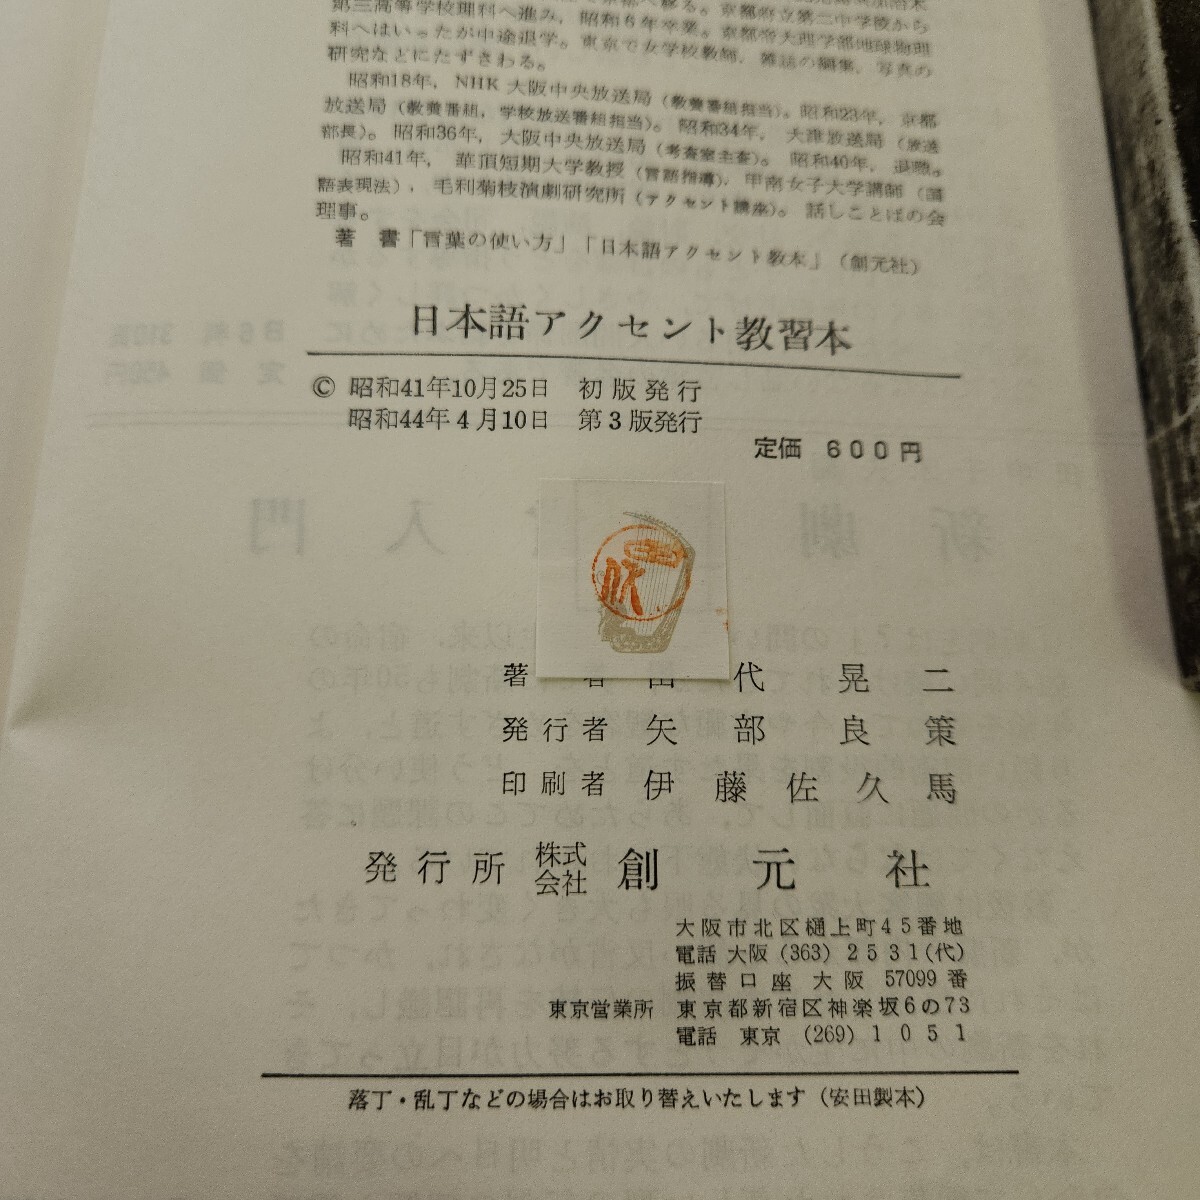 第三高等学校理科へ進み，昭和6年卒業。京都帝大理学部地球物理
科へはいったが中途退学。東京で女学校教師，雑誌の編集，写真の
研究などにたずさわる。
昭和18年，NHK 大阪中央放送局（教養番組担当）。昭和23年，京都
放送局（教養番組，学校放送番組担当）。昭和34年，大津放送局（放送
部長）。昭和36年，大阪中央放送局（考査室主査）。昭和40年，退職。
昭和41年，華頂短期大学教授（言語指導），甲南女子大学講師（国
語表現法），毛利菊枝演劇研究所（アクセント講座）。話しことばの会
理事。
著書「言葉の使い方」「日本語アクセント教本」（創元社）
日本語アクセント教習本
© 昭和41年10月25日 初版発行
昭和44年4月10日 第3版発行
定価 600円
著者 田代晃二
発行者 矢部良策
印刷者 伊藤佐久馬
発行所 株式会社 創元社
大阪市北区樋上町45番地
電話 大阪 (363) 2531(代)
振替口座 大阪 57099番
東京営業所 東京都新宿区神楽坂6の73
電話 東京 (269) 1051
落丁・乱丁などの場合はお取り替えいたします（安田製本）